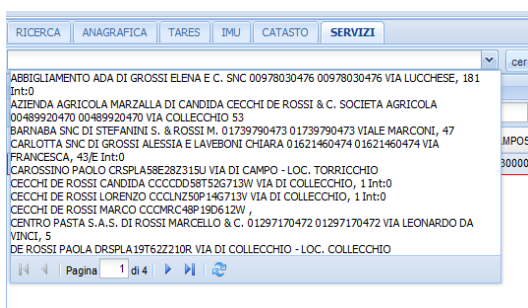 RICERCA ANAGRAFICA TARES IMU CATASTO SERVIZI
cer
ABBIGLIAMENTO ADA DI GROSSI ELENA E C. SNC 00978030476 00978030476 VIA LUCCHESE, 181
Int:0
AZIENDA AGRICOLA MARZALLA DI CANDIDA CECCHI DE ROSSI & C. SOCIETA AGRICOLA
00489920470 00489920470 VIA COLLECCHIO 53
BARNABA SNC DI STEFANINI S. & ROSSI M. 01739790473 01739790473 VIALE MARCONI, 47
CARLOTTA SNC DI GROSSI ALESSIA E LAVEBONI CHIARA 01621460474 01621460474 VIA
FRANCESCA, 43/E Int:0
CAROSSINO PAOLO CRSPLA58E28Z315U VIA DI CAMPO - LOC. TORRICCHIO
CECCHI DE ROSSI CANDIDA CCCCDD58T52G713W VIA DI COLLECCHIO, 1 Int:0
CECCHI DE ROSSI LORENZO CCCLNZ50P14G713V VIA DI COLLECCHIO, 1 Int:0
CECCHI DE ROSSI MARCO CCCMRC48P19D612W ,
CENTRO PASTA S.A.S. DI ROSSI MARCELLO & C. 01297170472 01297170472 VIA LEONARDO DA
VINCI, 5
DE ROSSI PAOLA DRSPLA19T62Z210R VIA DI COLLECCHIO - LOC. COLLECCHIO
Pagina 1 di 4
MPO5
30000